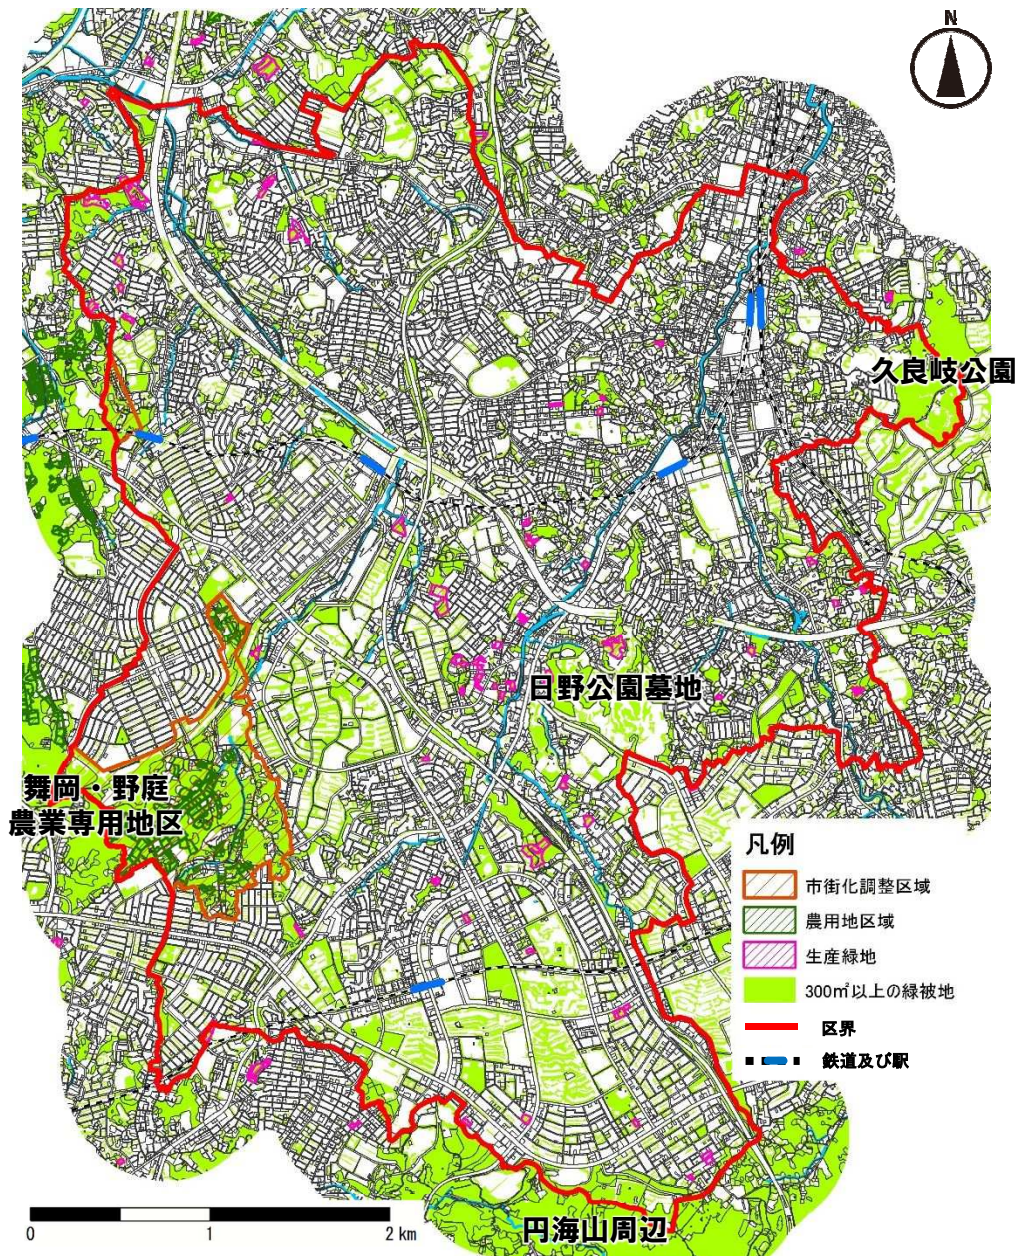 N
久良岐公園
日野公園墓地
舞岡・野庭
農業専用地区
凡例
市街化調整区域
農用地区域
生産緑地
300㎡以上の緑被地
区界
鉄道及び駅
円海山周辺
0 1 2 km